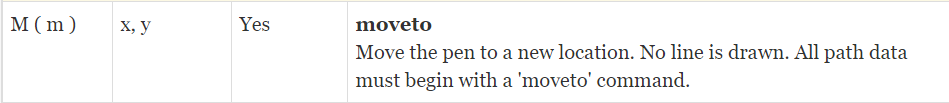 M ( m ) x, y Yes moveto
Move the pen to a new location. No line is drawn. All path data
must begin with a 'moveto' command.